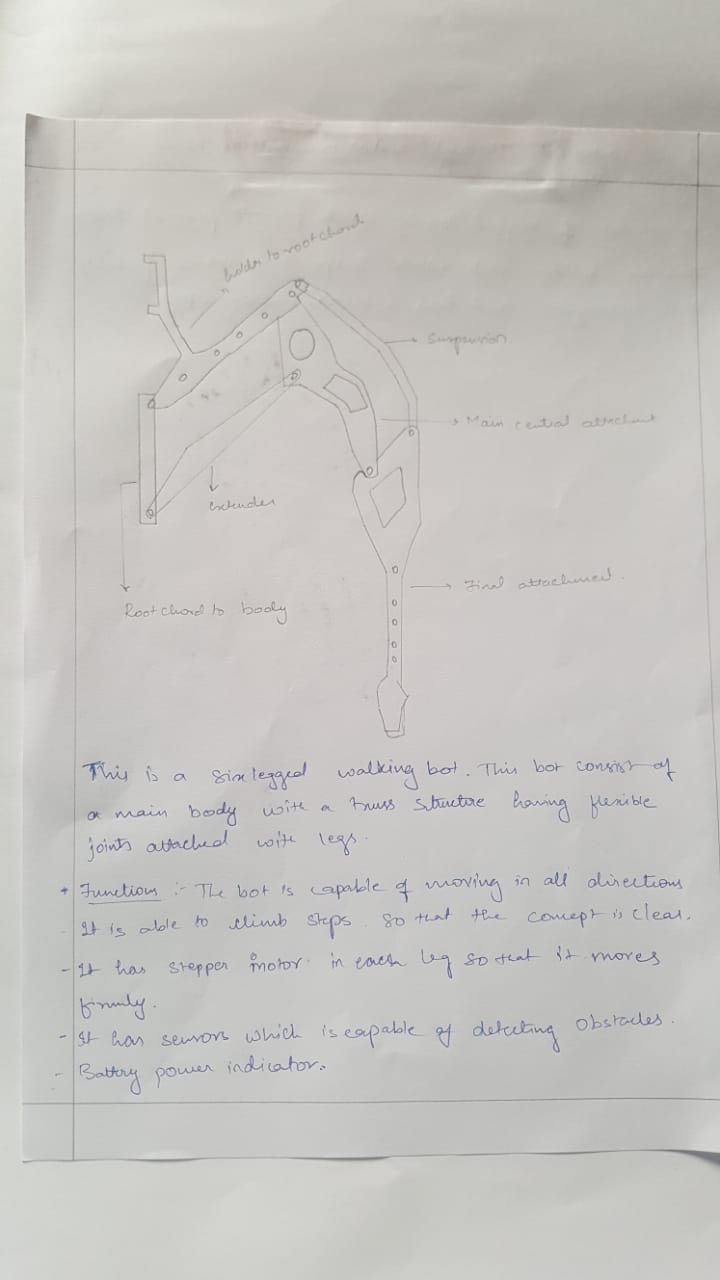 holder to root chord
Suspension
Main central attachment
extender
Final attachment.
Root chord to body
This is a six legged walking bot. This bot consist of
a main body with a truss structure having flexible
joints attached with legs.
* Functions :- The bot is capable of moving in all directions
- It is able to climb steps so that the concept is clear.
- It has stepper motor in each leg so that it moves
firmly.
- It has sensors which is capable of detecting obstacles.
- Battery power indicator.